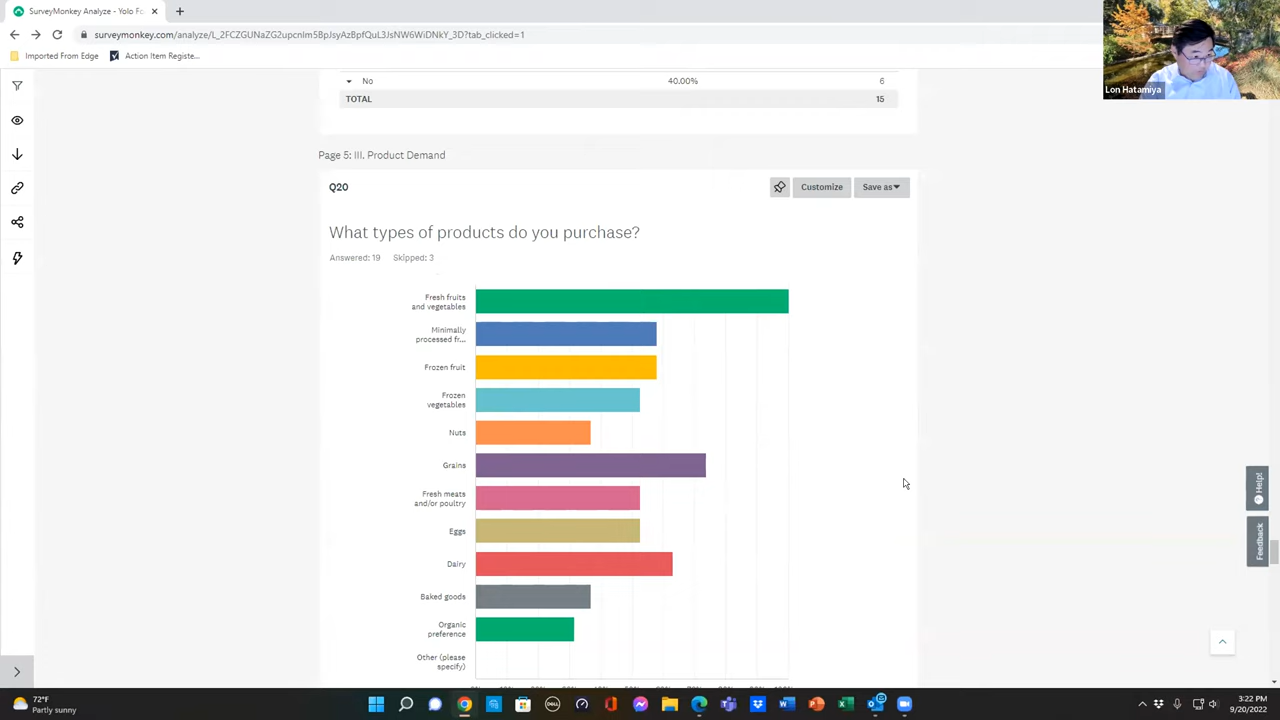 SurveyMonkey Analyze - Yolo F
surveymonkey.com/analyze/L_2FCZGUNaZG2upcnlm5BpJsyAzBpfQuL3JsNW6WiDNkY_3D?tab_clicked=1
Imported From Edge
Action Item Registe...
Lon Hatamiya
No 40.00% 6
TOTAL 15
Page 5: III. Product Demand
Q20
Customize
Save as
What types of products do you purchase?
Answered: 19 Skipped: 3
Fresh fruits
and vegetables
Minimally
processed fr...
Frozen fruit
Frozen
vegetables
Nuts
Grains
Fresh meats
and/or poultry
Eggs
Dairy
Baked goods
Organic
preference
Other (please
specify)
Help!
Feedback
72°F
Partly sunny
DELL
3:22 PM
9/20/2022